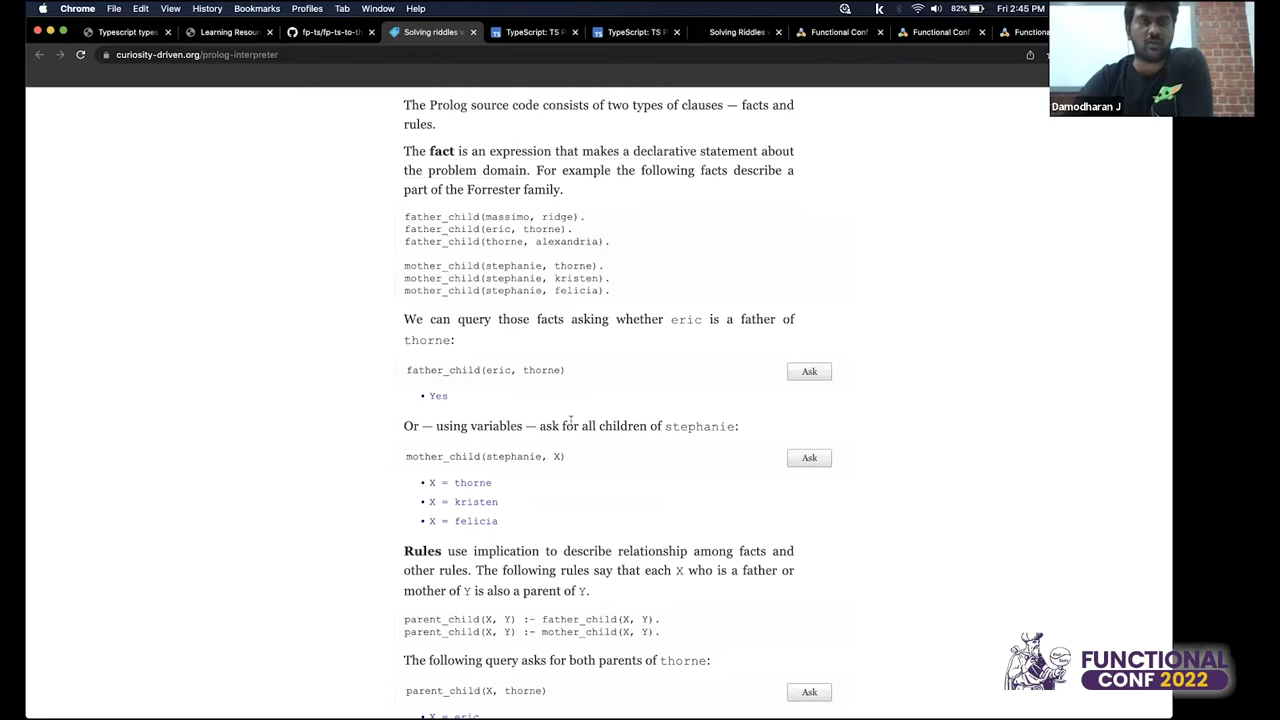 Chrome File Edit View History Bookmarks Profiles Tab Window Help 82% Fri 2:45 PM
Typescript types Learning Resou fp-ts/fp-ts-to-th Solving riddles w TypeScript: TS P TypeScript: TS P Solving Riddles Functional Conf Functional Conf Functional Con
curiosity-driven.org/prolog-interpreter
Damodharan J
The Prolog source code consists of two types of clauses — facts and
rules.
The fact is an expression that makes a declarative statement about
the problem domain. For example the following facts describe a
part of the Forrester family.
father_child(massimo, ridge).
father_child(eric, thorne).
father_child(thorne, alexandria).
mother_child(stephanie, thorne).
mother_child(stephanie, kristen).
mother_child(stephanie, felicia).
We can query those facts asking whether eric is a father of
thorne:
father_child(eric, thorne) Ask
• Yes
Or — using variables — ask for all children of stephanie:
mother_child(stephanie, X) Ask
• X = thorne
• X = kristen
• X = felicia
Rules use implication to describe relationship among facts and
other rules. The following rules say that each X who is a father or
mother of Y is also a parent of Y.
parent_child(X, Y) :- father_child(X, Y).
parent_child(X, Y) :- mother_child(X, Y).
The following query asks for both parents of thorne:
parent_child(X, thorne) Ask
• X = eric
FUNCTIONAL
CONF 2022